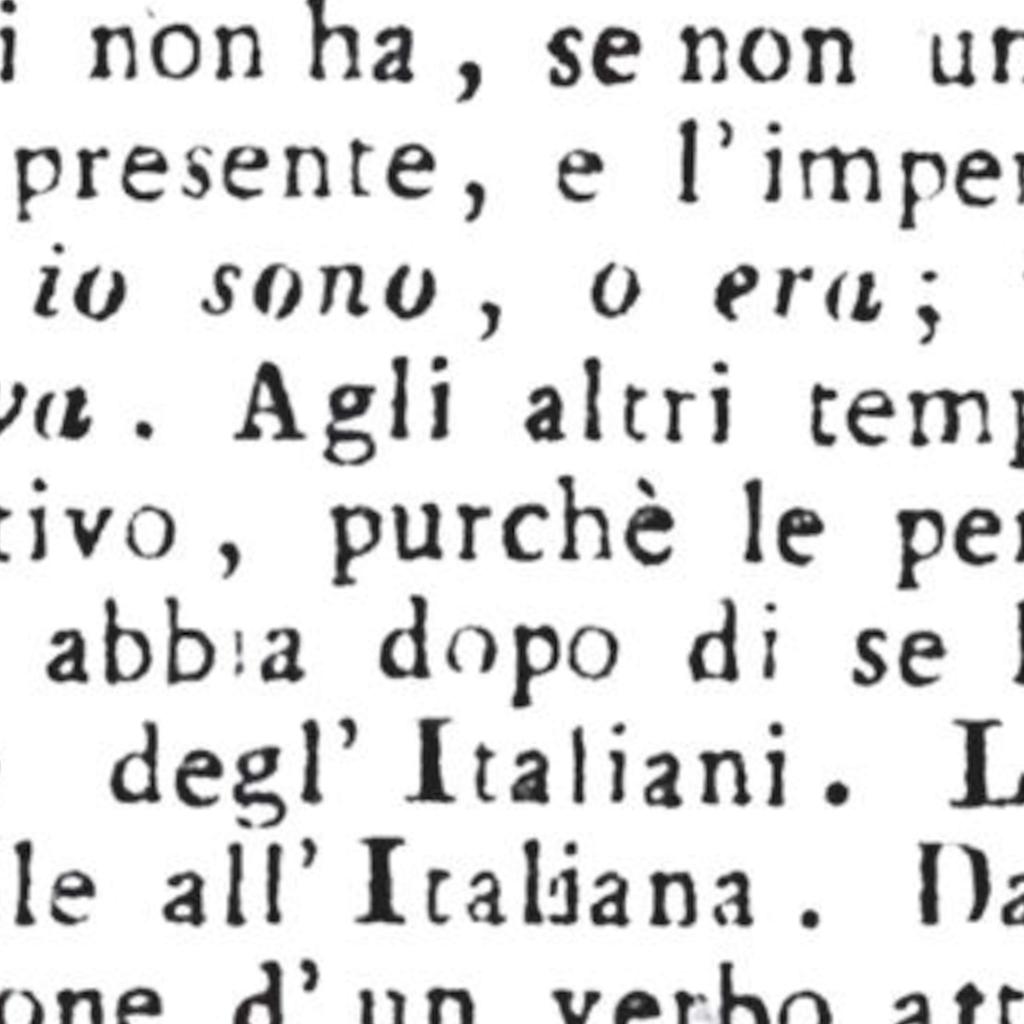 i non ha, se non un
presente, e l'imper
io sono, o era;
va. Agli altri temp
tivo, purchè le per
abbia dopo di se l
degl' Italiani. L
le all' Italiana. Da
one d' un verbo att